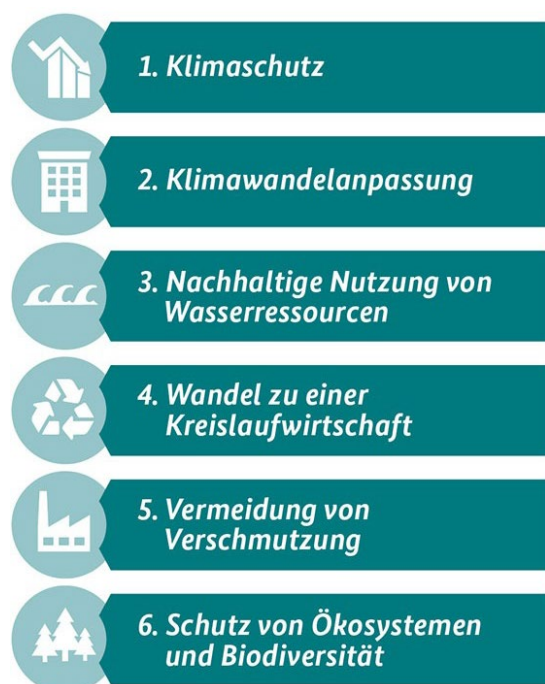 1. Klimaschutz
2. Klimawandelanpassung
3. Nachhaltige Nutzung von
Wasserressourcen
4. Wandel zu einer
Kreislaufwirtschaft
5. Vermeidung von
Verschmutzung
6. Schutz von Ökosystemen
und Biodiversität